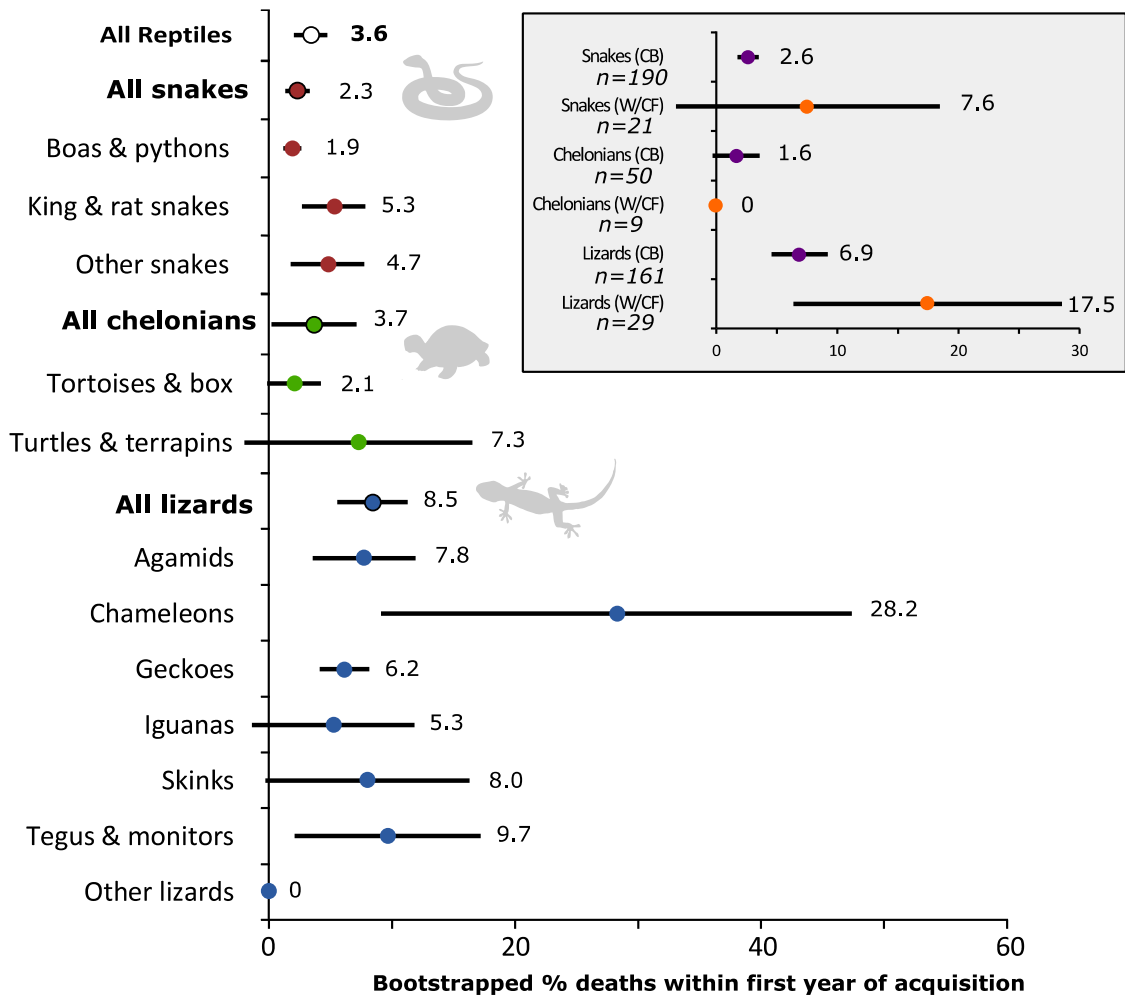 All Reptiles 3.6
All snakes 2.3
Boas & pythons 1.9
King & rat snakes 5.3
Other snakes 4.7
All chelonians 3.7
Tortoises & box 2.1
Turtles & terrapins 7.3
All lizards 8.5
Agamids 7.8
Chameleons 28.2
Geckoes 6.2
Iguanas 5.3
Skinks 8.0
Tegus & monitors 9.7
Other lizards 0
0 20 40 60
Bootstrapped % deaths within first year of acquisition
Snakes (CB) 2.6
n=190
Snakes (W/CF) 7.6
n=21
Chelonians (CB) 1.6
n=50
Chelonians (W/CF) 0
n=9
Lizards (CB) 6.9
n=161
Lizards (W/CF) 17.5
n=29
0 10 20 30